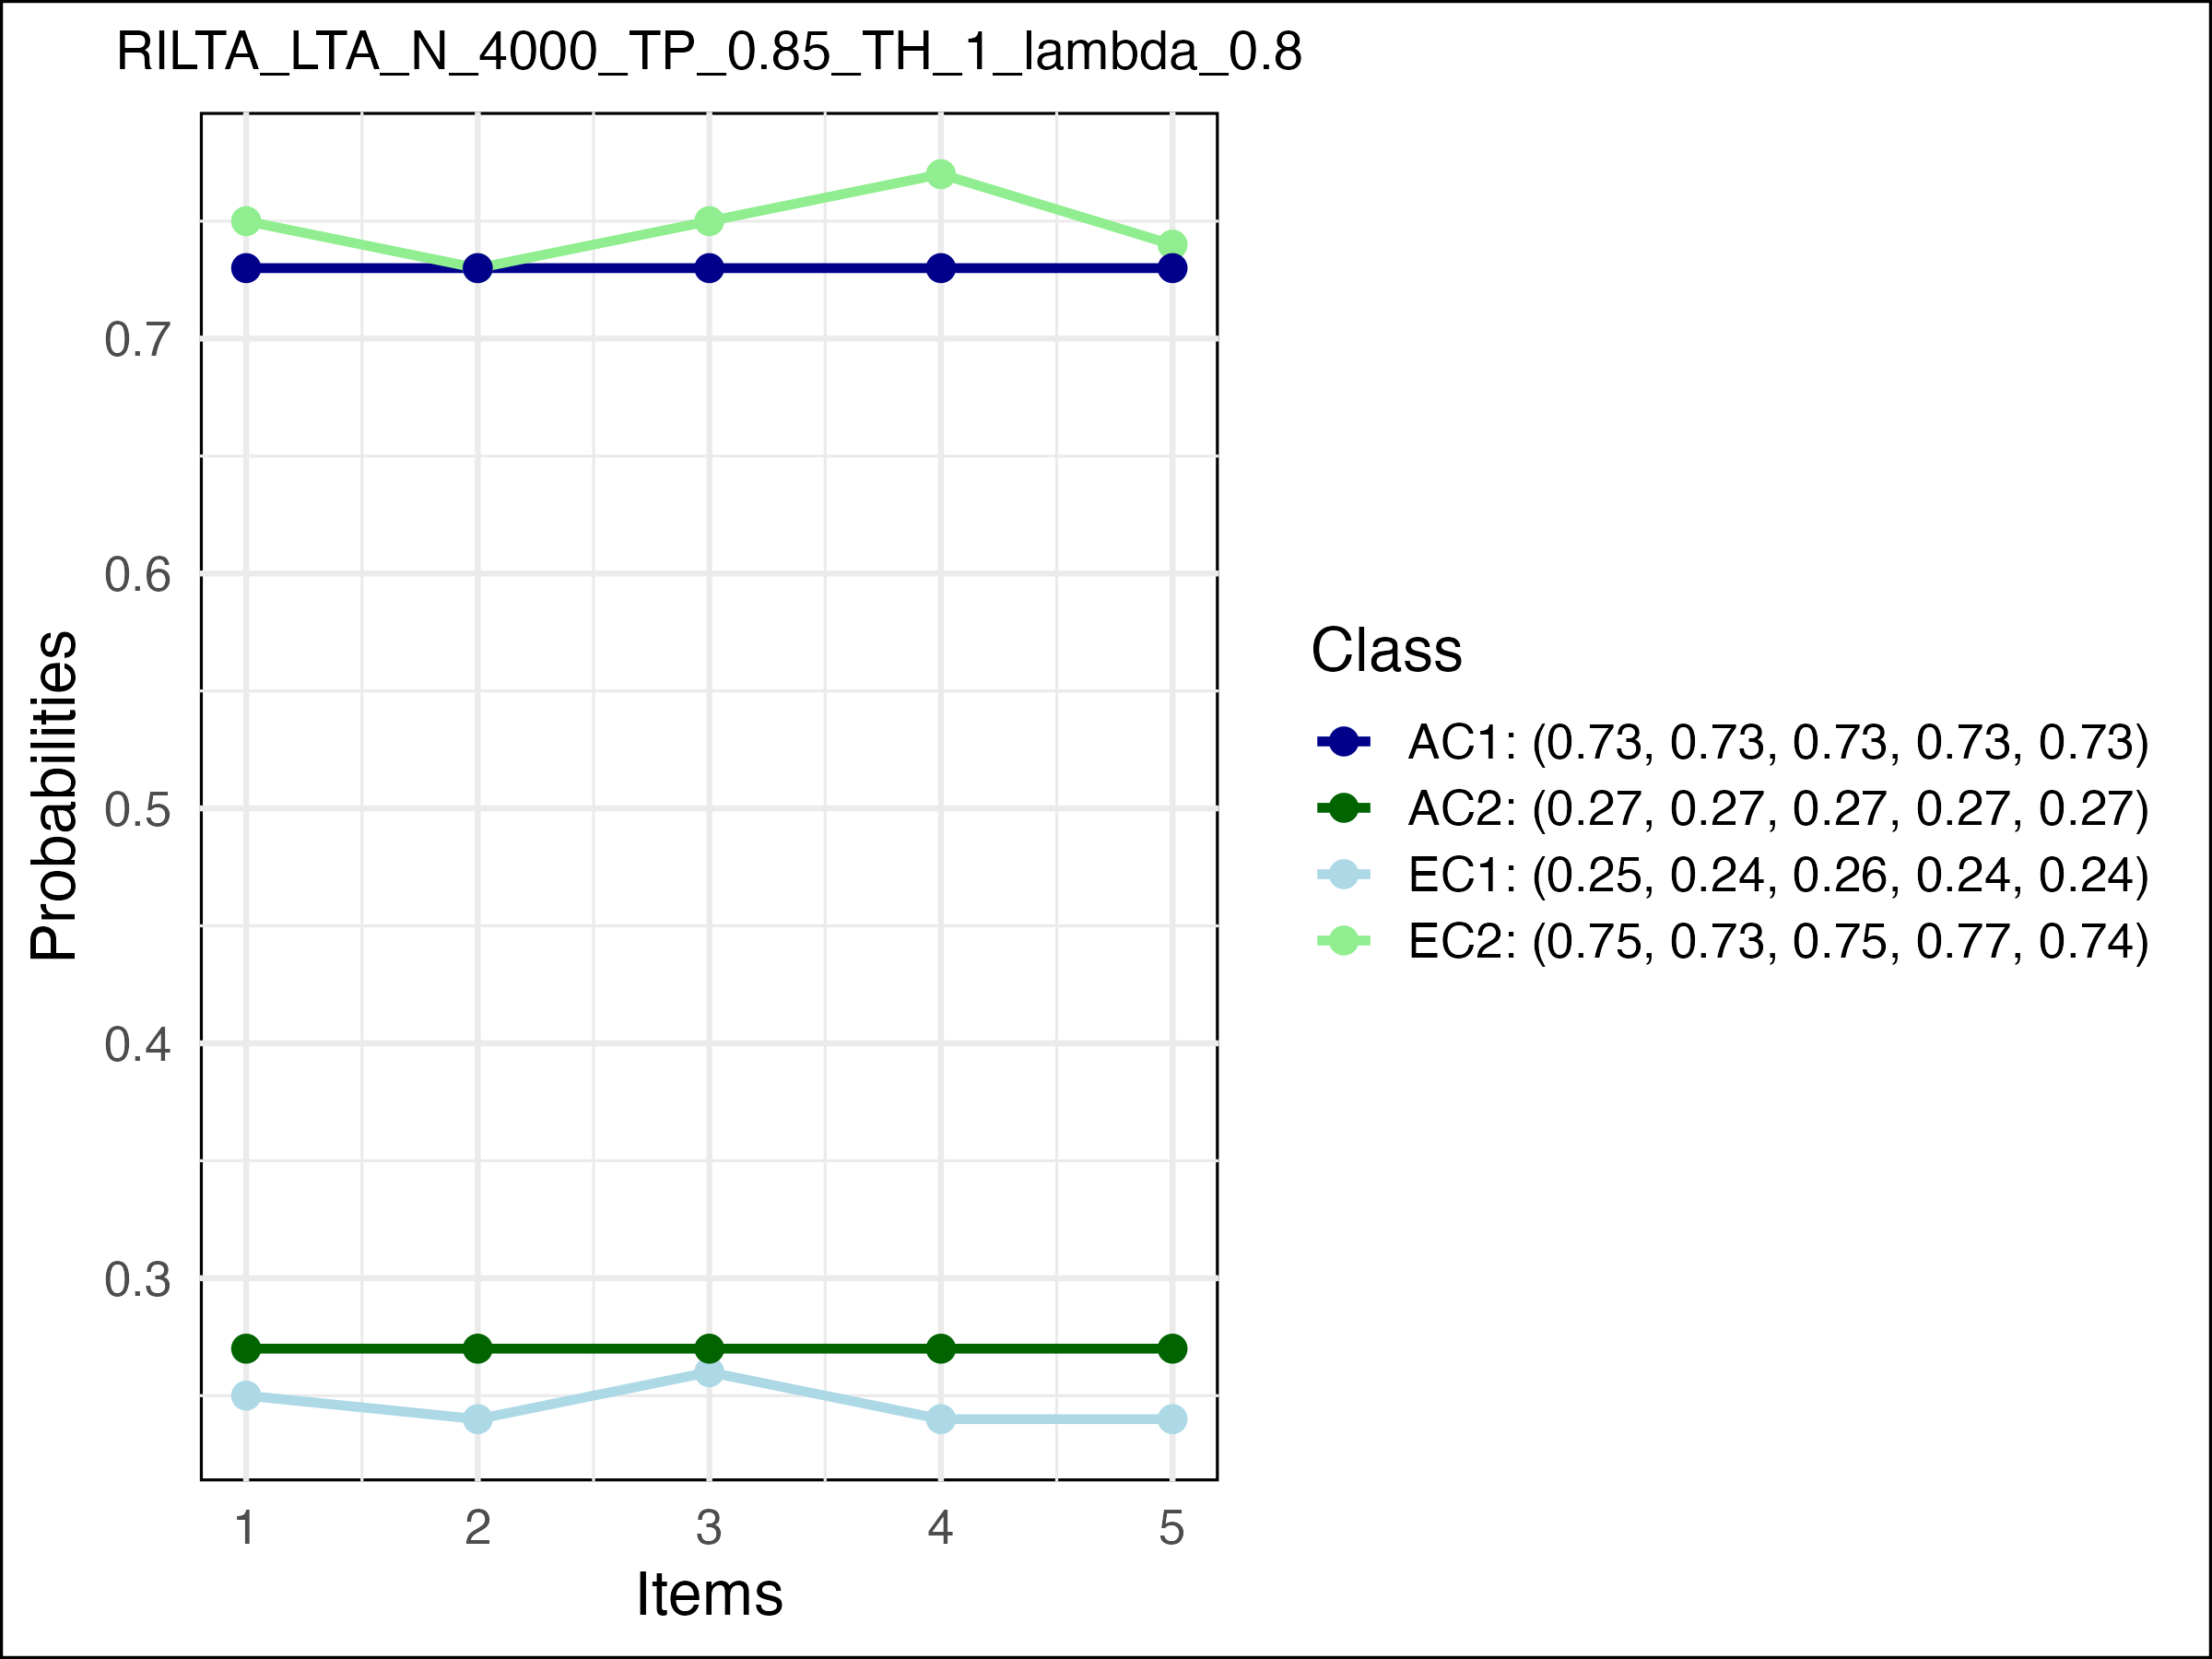 RILTA_LTA_N_4000_TP_0.85_TH_1_lambda_0.8
Probabilities
0.7
0.6
0.5
0.4
0.3
1 2 3 4 5
Items
Class
AC1: (0.73, 0.73, 0.73, 0.73, 0.73)
AC2: (0.27, 0.27, 0.27, 0.27, 0.27)
EC1: (0.25, 0.24, 0.26, 0.24, 0.24)
EC2: (0.75, 0.73, 0.75, 0.77, 0.74)